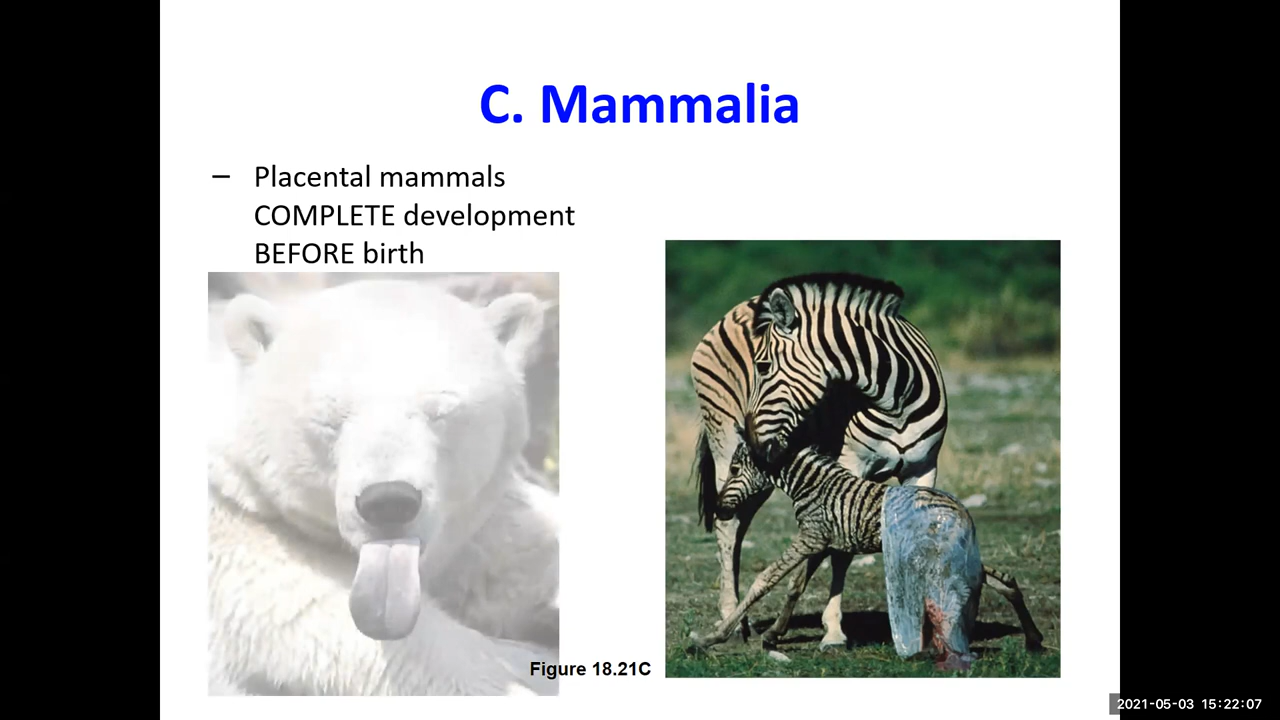 C. Mammalia
– Placental mammals
COMPLETE development
BEFORE birth
Figure 18.21C
2021-05-03 15:22:07